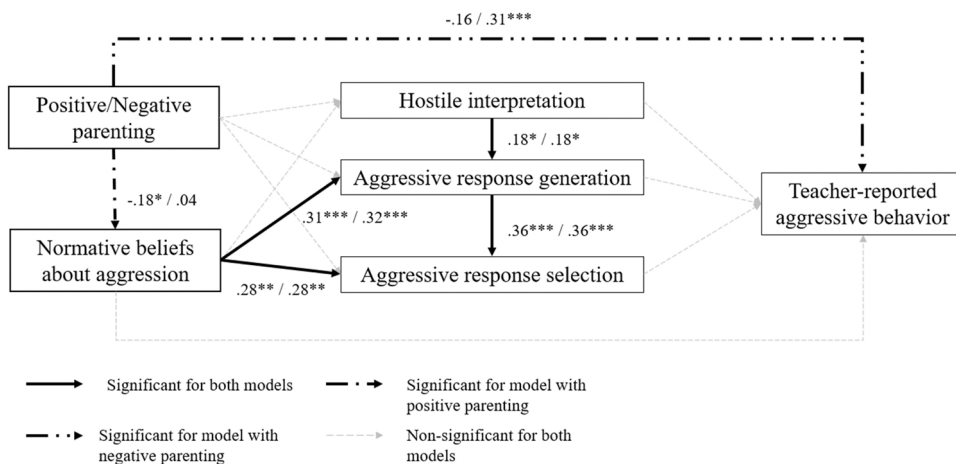 -.16 / .31***
Positive/Negative
parenting
Hostile interpretation
.18* / .18*
Aggressive response generation
Teacher-reported
aggressive behavior
-.18* / .04
.31*** / .32***
.36*** / .36***
Normative beliefs
about aggression
Aggressive response selection
.28** / .28**
Significant for both models
Significant for model with
positive parenting
Significant for model with
negative parenting
Non-significant for both
models